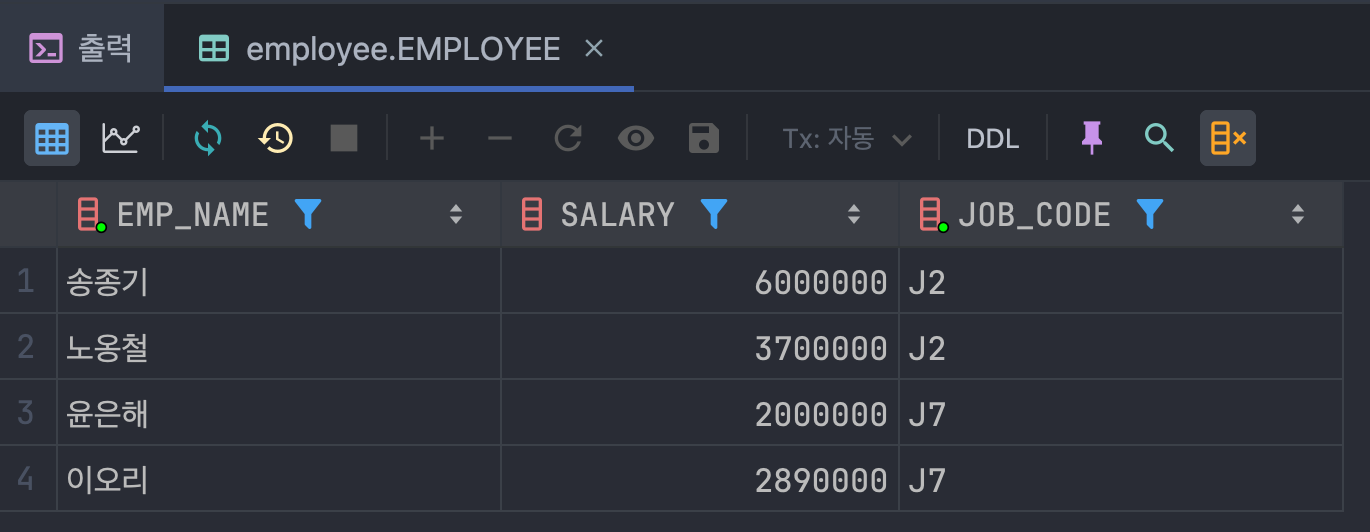 출력 employee.EMPLOYEE
Tx: 자동 DDL
EMP_NAME SALARY JOB_CODE
1 송종기 6000000 J2
2 노옹철 3700000 J2
3 윤은해 2000000 J7
4 이오리 2890000 J7